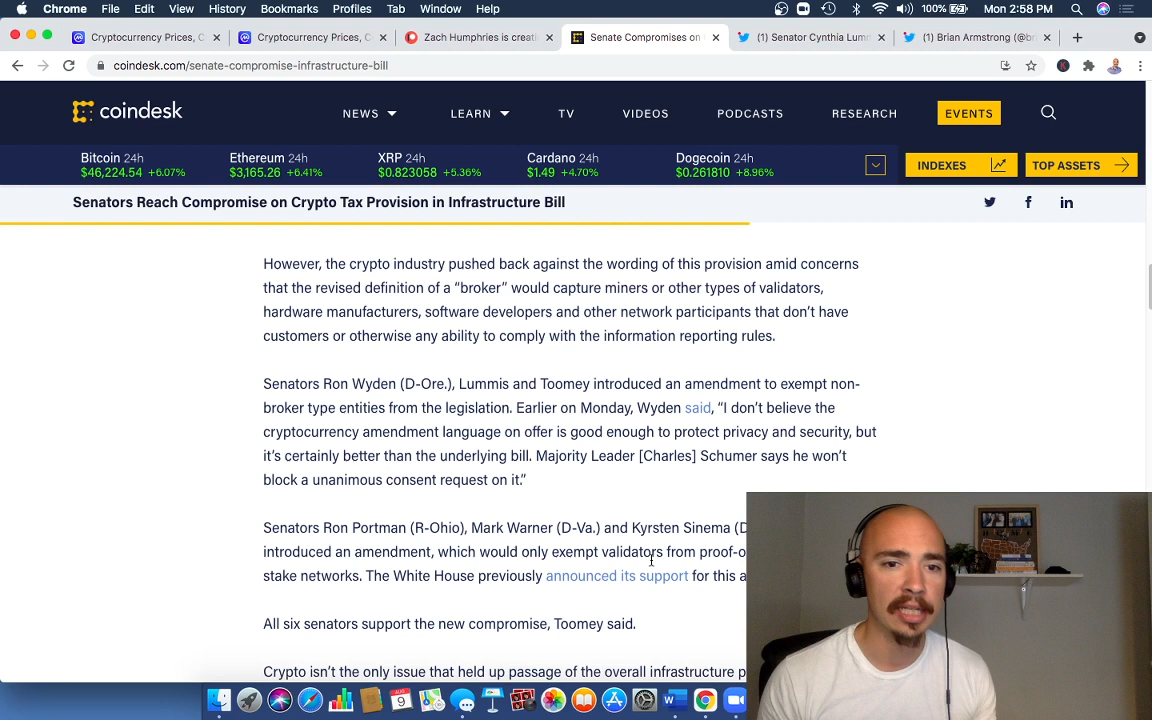 Chrome File Edit View History Bookmarks Profiles Tab Window Help 100% Mon 2:58 PM
Cryptocurrency Prices, C Cryptocurrency Prices, C Zach Humphries is creati Senate Compromises on (1) Senator Cynthia Lumm (1) Brian Armstrong (@br
coindesk.com/senate-compromise-infrastructure-bill
coindesk NEWS LEARN TV VIDEOS PODCASTS RESEARCH EVENTS
Bitcoin 24h Ethereum 24h XRP 24h Cardano 24h Dogecoin 24h
$46,224.54 +6.07% $3,165.26 +6.41% $0.823058 +5.36% $1.49 +4.70% $0.261810 +8.96%
INDEXES TOP ASSETS
Senators Reach Compromise on Crypto Tax Provision in Infrastructure Bill
However, the crypto industry pushed back against the wording of this provision amid concerns
that the revised definition of a “broker” would capture miners or other types of validators,
hardware manufacturers, software developers and other network participants that don’t have
customers or otherwise any ability to comply with the information reporting rules.
Senators Ron Wyden (D-Ore.), Lummis and Toomey introduced an amendment to exempt non-
broker type entities from the legislation. Earlier on Monday, Wyden said, “I don’t believe the
cryptocurrency amendment language on offer is good enough to protect privacy and security, but
it’s certainly better than the underlying bill. Majority Leader [Charles] Schumer says he won’t
block a unanimous consent request on it.”
Senators Ron Portman (R-Ohio), Mark Warner (D-Va.) and Kyrsten Sinema (D
introduced an amendment, which would only exempt validators from proof-o
stake networks. The White House previously announced its support for this a
All six senators support the new compromise, Toomey said.
Crypto isn’t the only issue that held up passage of the overall infrastructure p